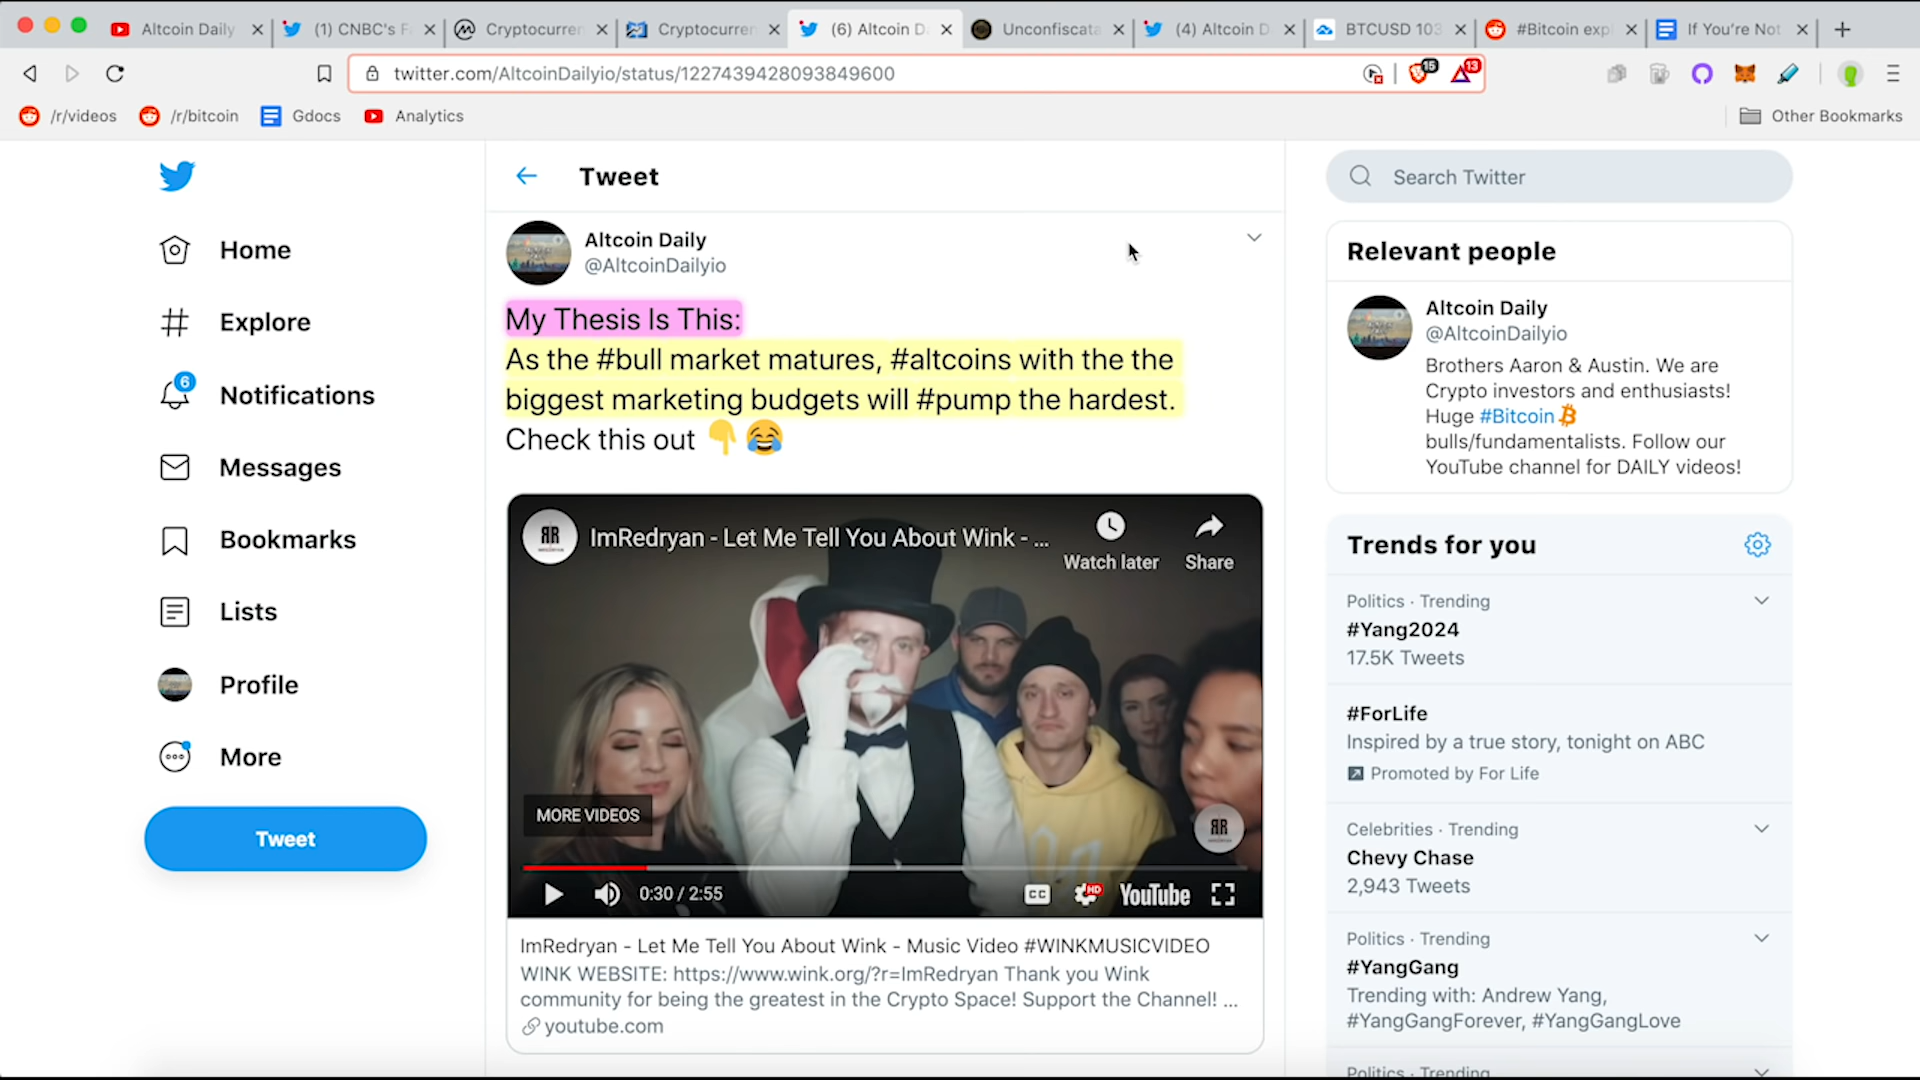 Altcoin Daily
(1) CNBC's F
Cryptocurren
Cryptocurren
(6) Altcoin D
Unconfiscata
(4) Altcoin D
BTCUSD 103
#Bitcoin exp
If You're Not
twitter.com/AltcoinDailyio/status/1227439428093849600
15
13
/r/videos
/r/bitcoin
Gdocs
Analytics
Other Bookmarks
Home
Explore
6
Notifications
Messages
Bookmarks
Lists
Profile
More
Tweet
Tweet
Altcoin Daily
@AltcoinDailyio
My Thesis Is This:
As the #bull market matures, #altcoins with the the
biggest marketing budgets will #pump the hardest.
Check this out 👇😂
ImRedryan - Let Me Tell You About Wink - ...
Watch later
Share
MORE VIDEOS
0:30 / 2:55
CC
HD
YouTube
ImRedryan - Let Me Tell You About Wink - Music Video #WINKMUSICVIDEO
WINK WEBSITE: https://www.wink.org/?r=ImRedryan Thank you Wink
community for being the greatest in the Crypto Space! Support the Channel! ...
youtube.com
Search Twitter
Relevant people
Altcoin Daily
@AltcoinDailyio
Brothers Aaron & Austin. We are
Crypto investors and enthusiasts!
Huge #Bitcoin
bulls/fundamentalists. Follow our
YouTube channel for DAILY videos!
Trends for you
Politics · Trending
#Yang2024
17.5K Tweets
#ForLife
Inspired by a true story, tonight on ABC
Promoted by For Life
Celebrities · Trending
Chevy Chase
2,943 Tweets
Politics · Trending
#YangGang
Trending with: Andrew Yang,
#YangGangForever, #YangGangLove
Politics · Trending